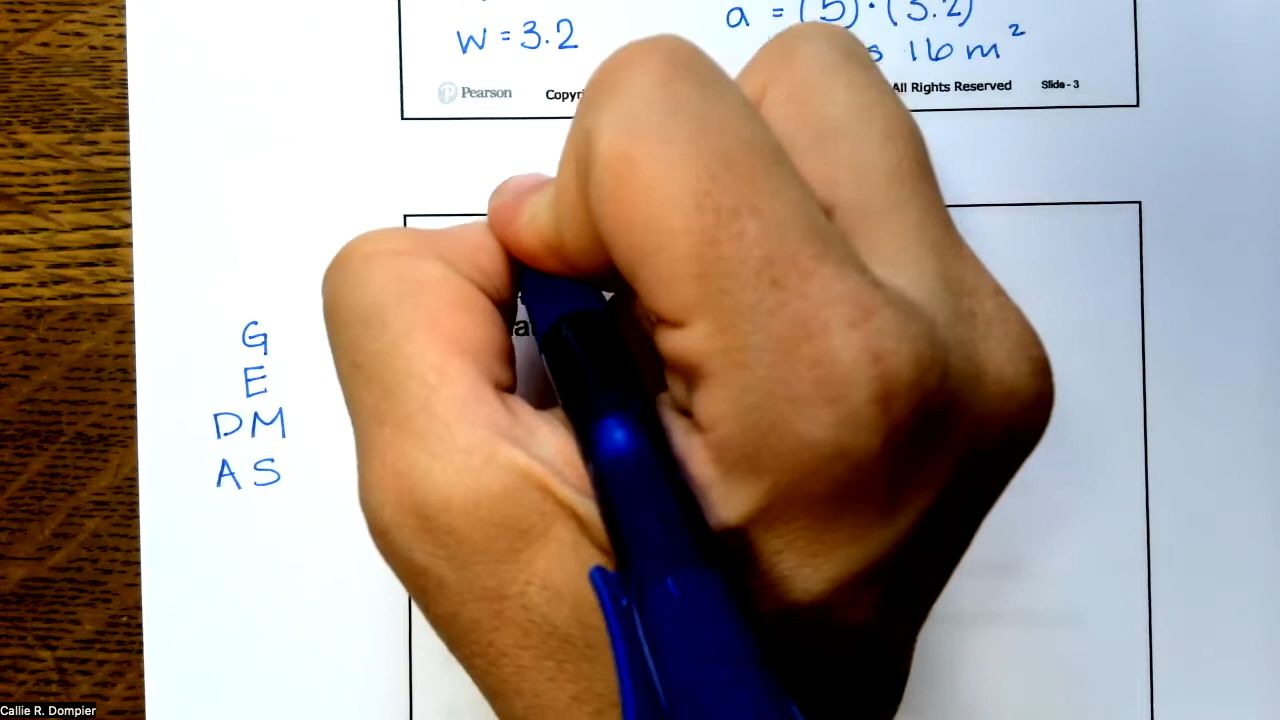 a = (5) · (3.2)
w = 3.2
s 16 m²
Pearson Copyri All Rights Reserved Slide - 3
G
E
DM
AS
Callie R. Dompier